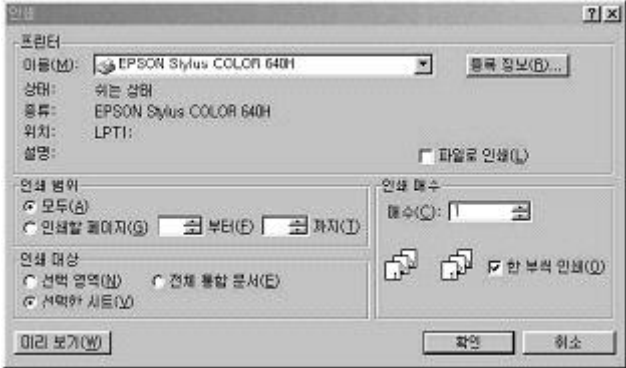 인쇄
프린터
이름(M): EPSON Stylus COLOR 640H 등록 정보(R)...
상태: 쉬는 상태
종류: EPSON Stylus COLOR 640H
위치: LPT1:
설명: 파일로 인쇄(L)
인쇄 범위
모두(A)
인쇄할 페이지(G) 부터(F) 까지(T)
인쇄 매수
매수(C): 1
한 부씩 인쇄(O)
인쇄 대상
선택 영역(N) 전체 통합 문서(E)
선택한 시트(V)
미리 보기(W) 확인 취소